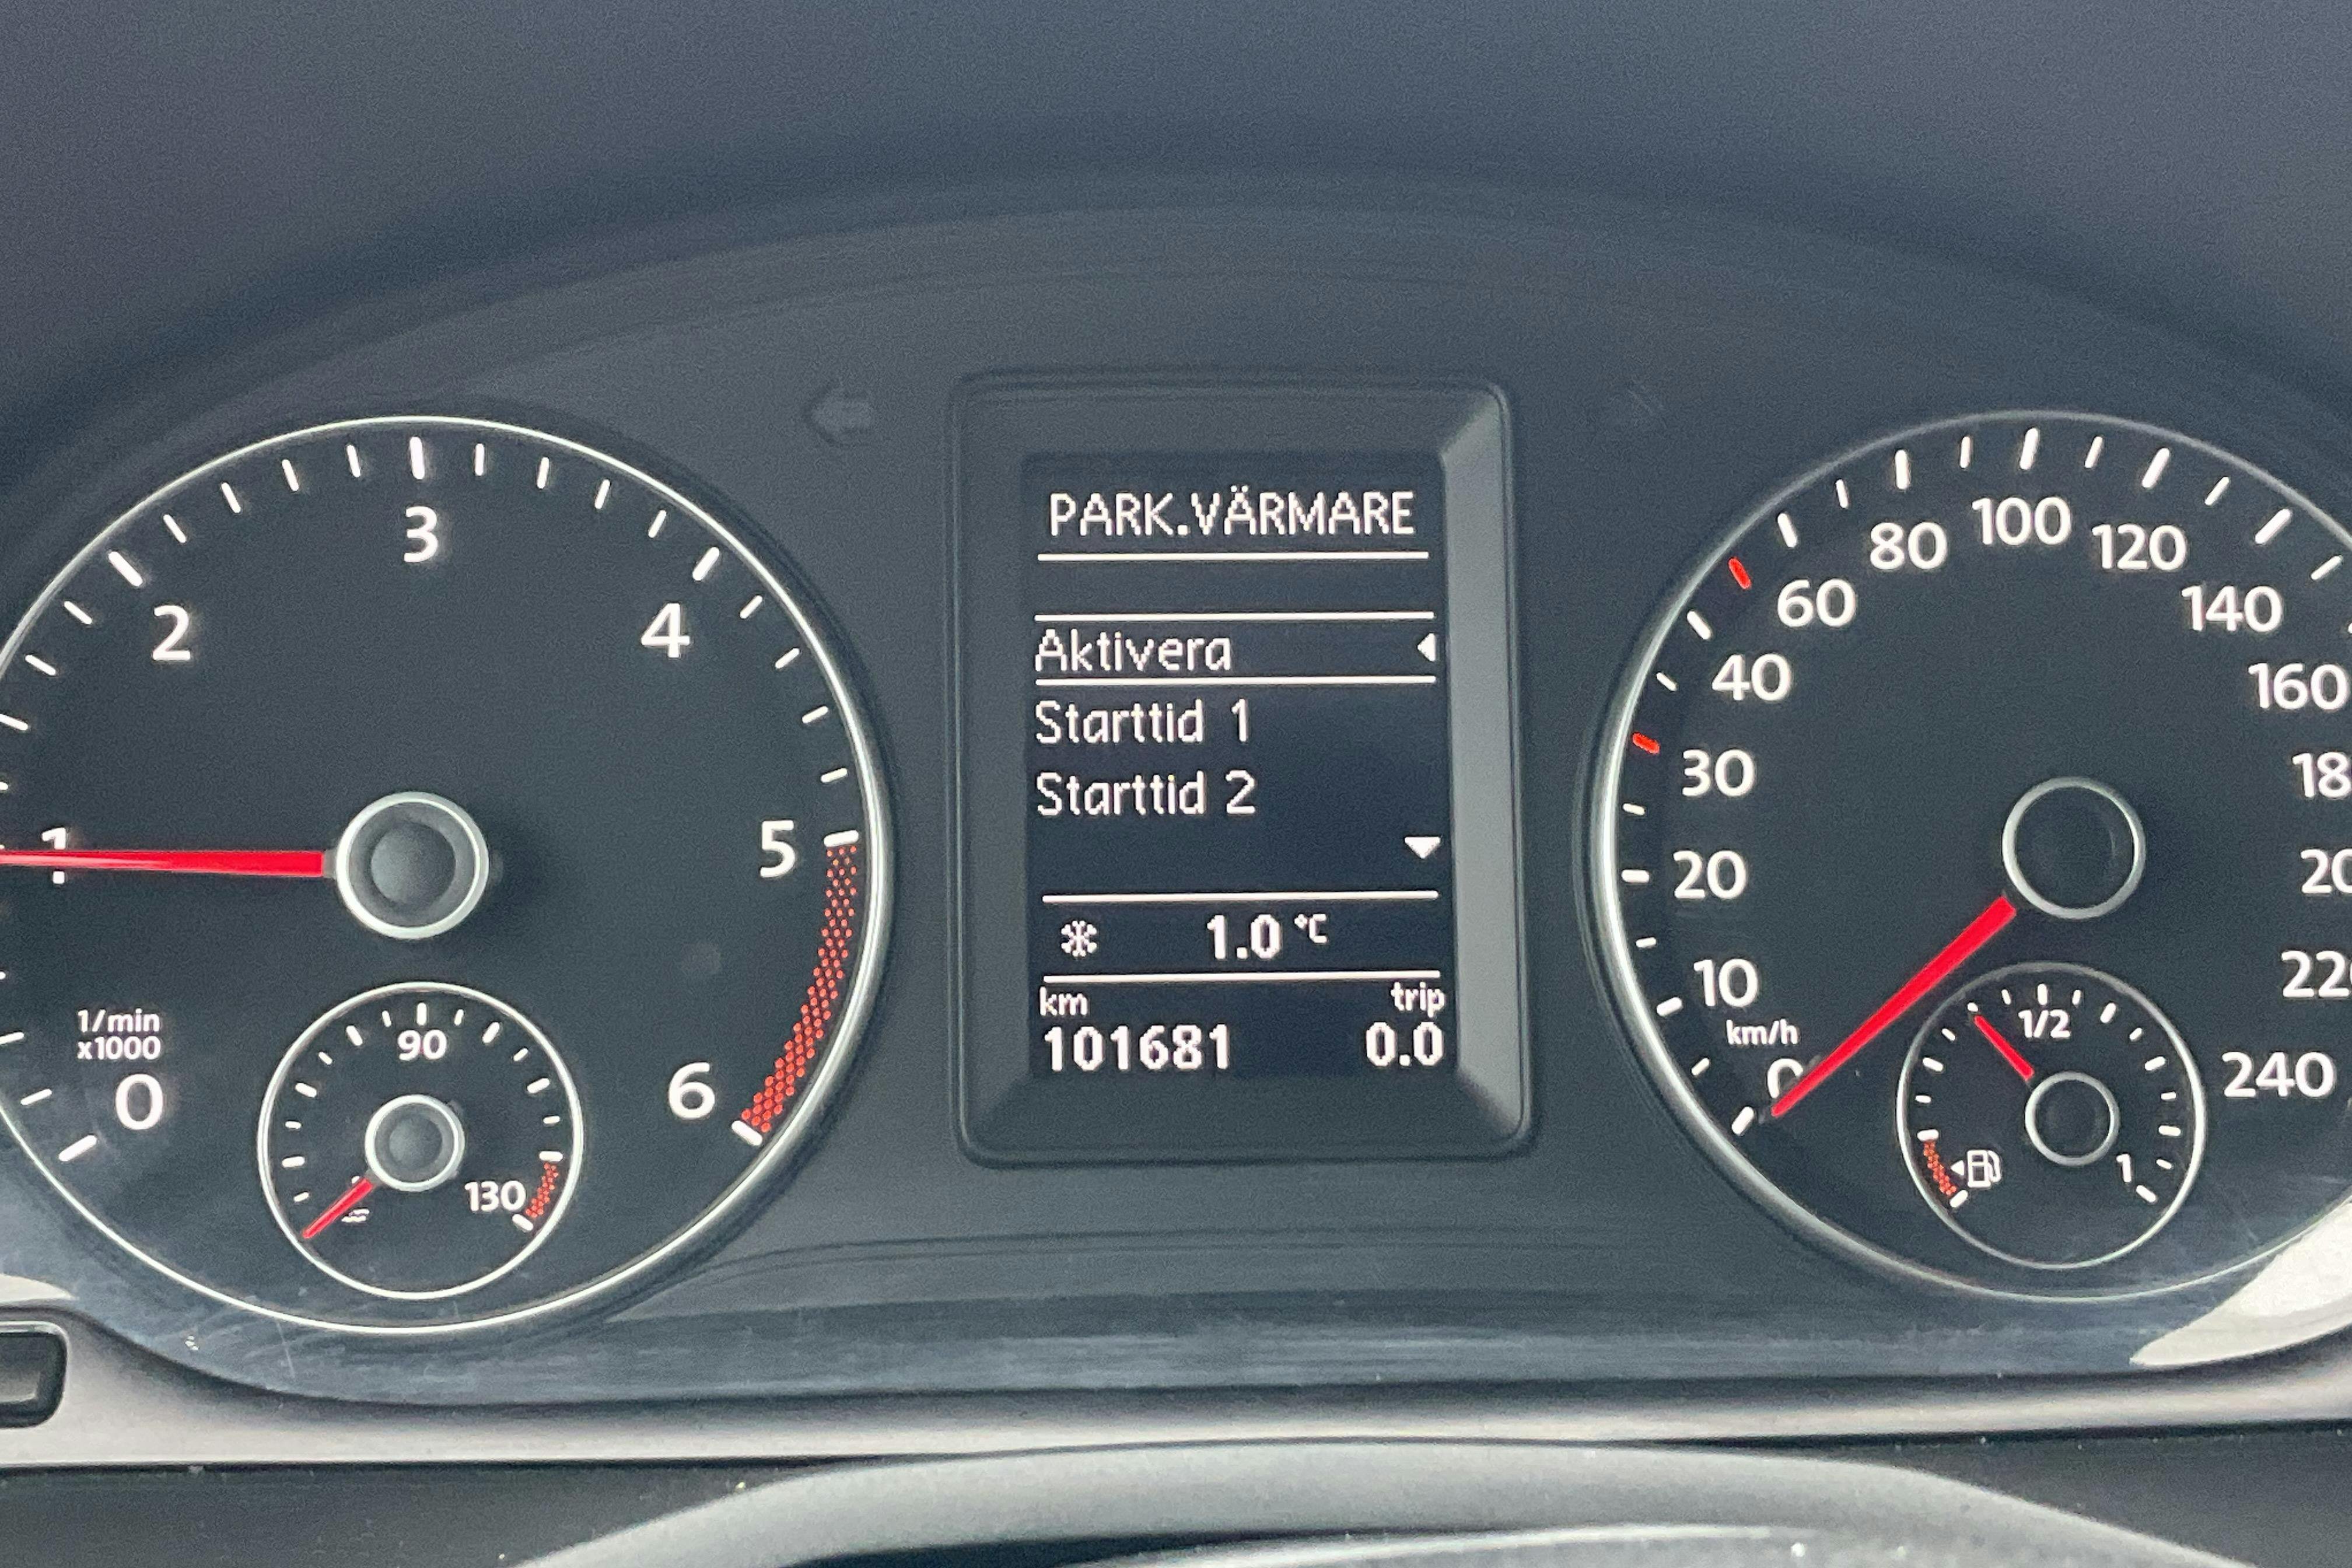 1/min
x1000
0
1
2
3
4
5
6
90
130
PARK.VÄRMARE
Aktivera
Starttid 1
Starttid 2
1.0 °C
km trip
101681 0.0
km/h
0
10
20
30
40
60
80
100
120
140
160
240
1/2
1